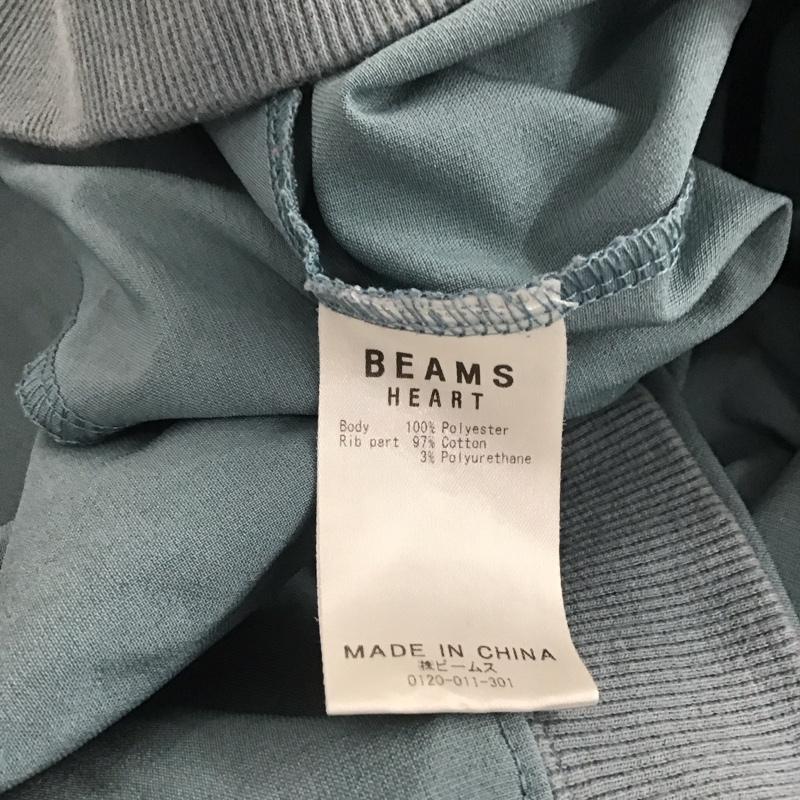 BEAMS
HEART
Body 100% Polyester
Rib part 97% Cotton
3% Polyurethane
MADE IN CHINA
㈱ビームス
0120-011-301